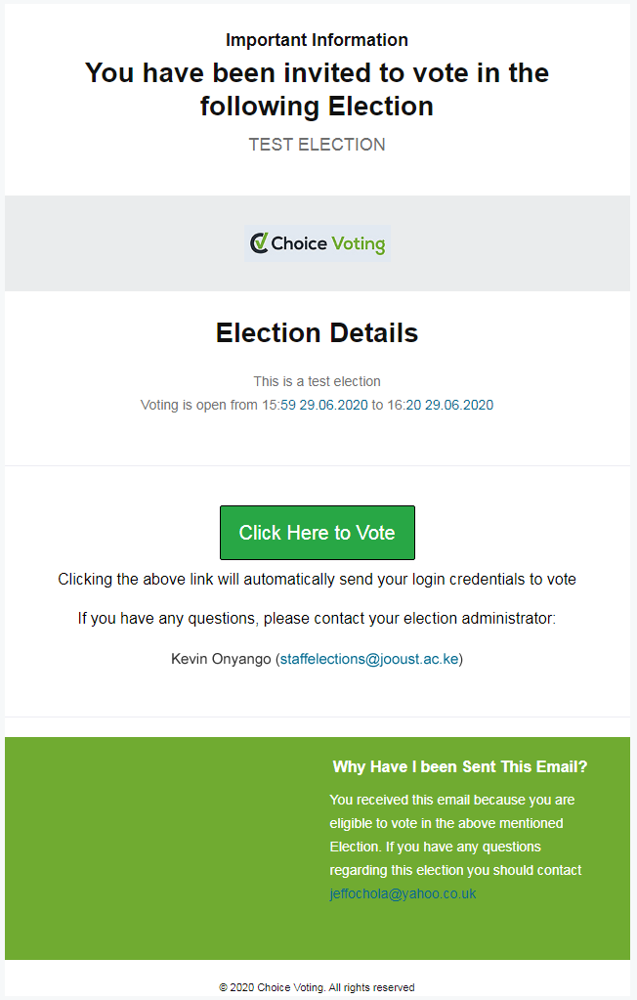 Important Information
You have been invited to vote in the
following Election
TEST ELECTION
Choice Voting
Election Details
This is a test election
Voting is open from 15:59 29.06.2020 to 16:20 29.06.2020
Click Here to Vote
Clicking the above link will automatically send your login credentials to vote
If you have any questions, please contact your election administrator:
Kevin Onyango (staffelections@jooust.ac.ke)
Why Have I been Sent This Email?
You received this email because you are
eligible to vote in the above mentioned
Election. If you have any questions
regarding this election you should contact
jeffochola@yahoo.co.uk
© 2020 Choice Voting. All rights reserved